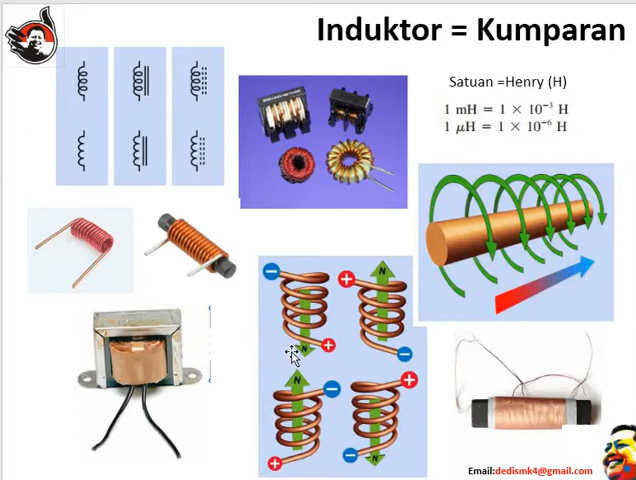 Induktor = Kumparan
Satuan =Henry (H)
1 mH = 1 × 10⁻³ H
1 μH = 1 × 10⁻⁶ H
− N + N
N +
+ −
N − +
+ − N
Email:dedismk4@gmail.com